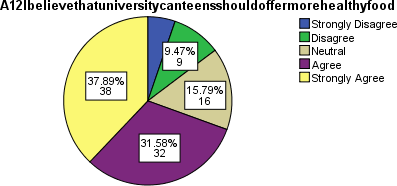 A12Ibelievethatuniversitycanteensshouldoffermorehealthyfood
Strongly Disagree
Disagree
Neutral
Agree
Strongly Agree
9.47%
9
15.79%
16
31.58%
32
37.89%
38